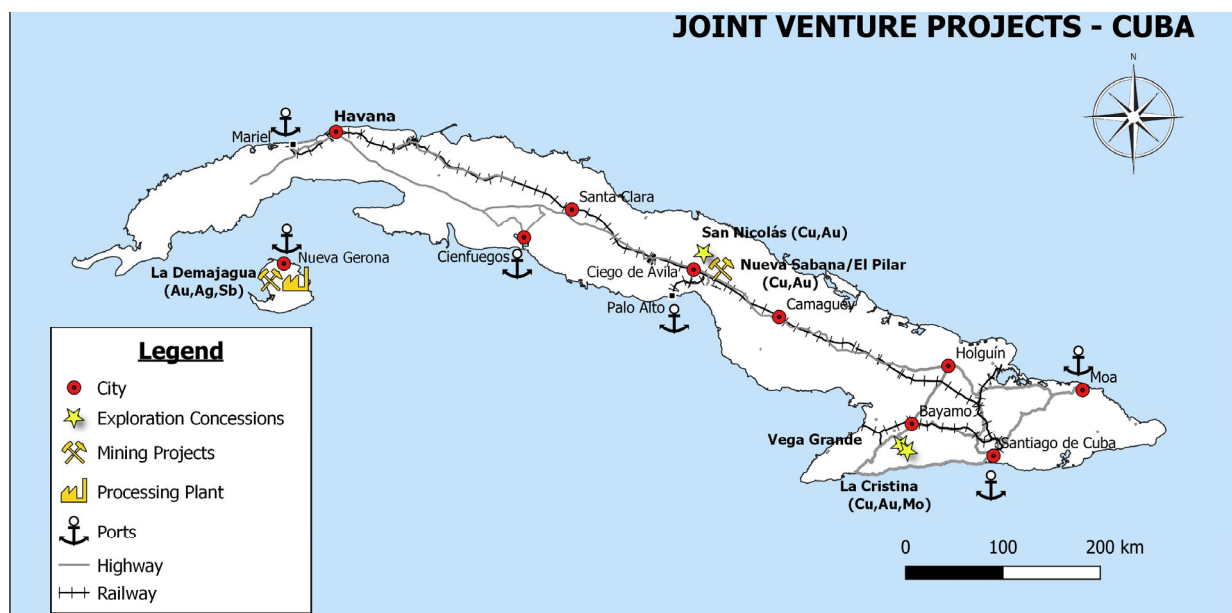 JOINT VENTURE PROJECTS - CUBA
N
Havana
Mariel
Santa Clara
San Nicolás (Cu,Au)
Cienfuegos
Nueva Gerona
La Demajagua
(Au,Ag,Sb)
Ciego de Ávila
Nueva Sabana/El Pilar
(Cu,Au)
Palo Alto
Camagüey
Holguín
Moa
Bayamo
Vega Grande
Santiago de Cuba
La Cristina
(Cu,Au,Mo)
Legend
City
Exploration Concessions
Mining Projects
Processing Plant
Ports
Highway
Railway
0 100 200 km